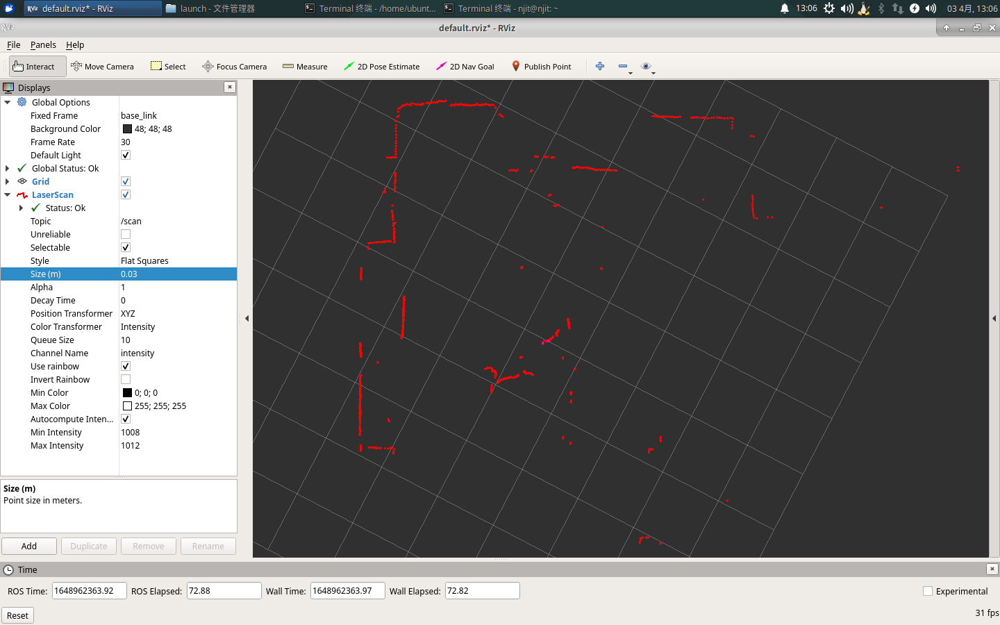 RViz default.rviz* - RViz
launch - 文件管理器
Terminal 终端 - /home/ubunt...
Terminal 终端 - njit@njit: ~
13:06
03 4月, 13:06
RViz
default.rviz* - RViz
File Panels Help
Interact Move Camera Select Focus Camera Measure 2D Pose Estimate 2D Nav Goal Publish Point
Displays
Global Options
Fixed Frame base_link
Background Color 48; 48; 48
Frame Rate 30
Default Light
Global Status: Ok
Grid
LaserScan
Status: Ok
Topic /scan
Unreliable
Selectable
Style Flat Squares
Size (m) 0.03
Alpha 1
Decay Time 0
Position Transformer XYZ
Color Transformer Intensity
Queue Size 10
Channel Name intensity
Use rainbow
Invert Rainbow
Min Color 0; 0; 0
Max Color 255; 255; 255
Autocompute Inten...
Min Intensity 1008
Max Intensity 1012
Size (m)
Point size in meters.
Add Duplicate Remove Rename
Time
ROS Time: 1648962363.92 ROS Elapsed: 72.88 Wall Time: 1648962363.97 Wall Elapsed: 72.82 Experimental
Reset 31 fps